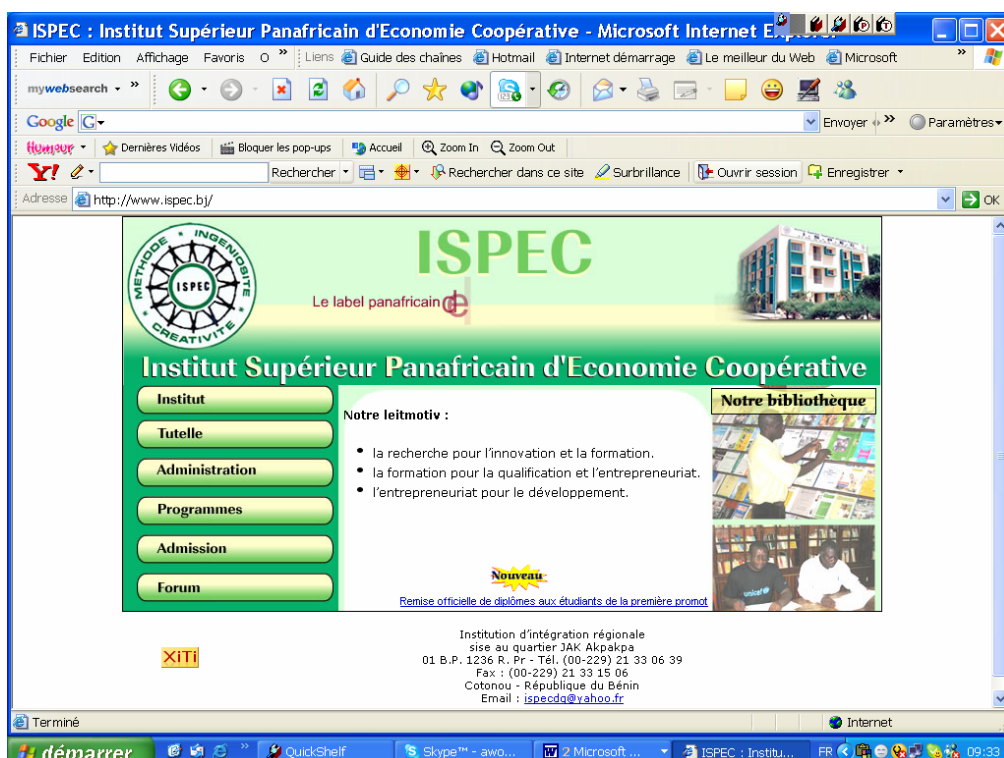 ISPEC : Institut Supérieur Panafricain d'Economie Coopérative - Microsoft Internet
Fichier Edition Affichage Favoris O » Liens Guide des chaînes Hotmail Internet démarrage Le meilleur du Web Microsoft »
mywebsearch »
Google G Envoyer » Paramètres
Humour Dernières Vidéos Bloquer les pop-ups Accueil Zoom In Zoom Out
Y! Rechercher Rechercher dans ce site Surbrillance Ouvrir session Enregistrer
Adresse http://www.ispec.bj/ OK
METHODE * INGENIOSITE * CREATIVITE
ISPEC
ISPEC
Le label panafricain
Institut Supérieur Panafricain d'Economie Coopérative
Institut
Tutelle
Administration
Programmes
Admission
Forum
Notre leitmotiv :
• la recherche pour l'innovation et la formation.
• la formation pour la qualification et l'entrepreneuriat.
• l'entrepreneuriat pour le développement.
Nouveau
Remise officielle de diplômes aux étudiants de la première promot
Notre bibliothèque
unicef
XiTi
Institution d'intégration régionale
sise au quartier JAK Akpakpa
01 B.P. 1236 R. Pr - Tél. (00-229) 21 33 06 39
Fax : (00-229) 21 33 15 06
Cotonou - République du Bénin
Email : ispecdg@yahoo.fr
Terminé Internet
démarrer » QuickShelf Skype™ - awo... 2 Microsoft ... ISPEC : Institu... FR 09:33